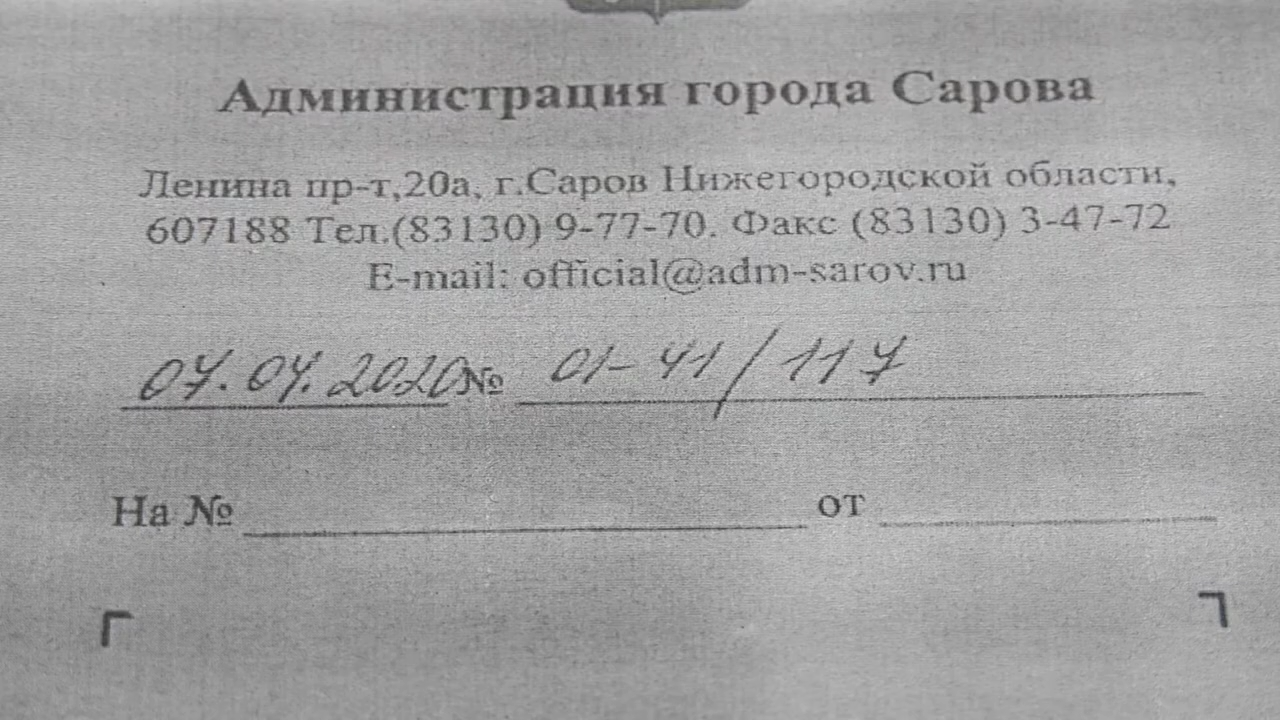 Администрация города Сарова
Ленина пр-т,20а, г.Саров Нижегородской области,
607188 Тел.(83130) 9-77-70. Факс (83130) 3-47-72
E-mail: official@adm-sarov.ru
07.04.2020 № 01-41/117
На № от